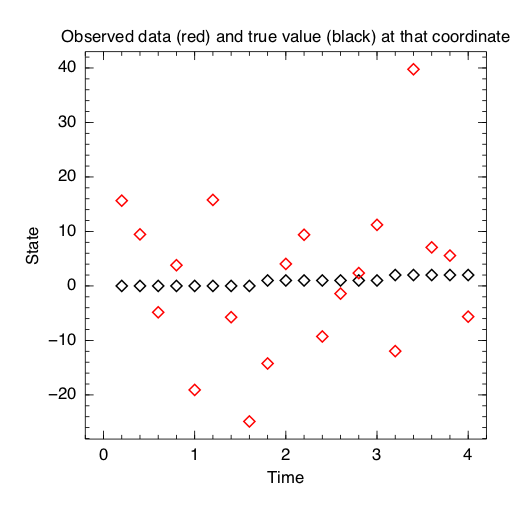 Observed data (red) and true value (black) at that coordinate
40
30
20
10
0
−10
−20
State
0 1 2 3 4
Time